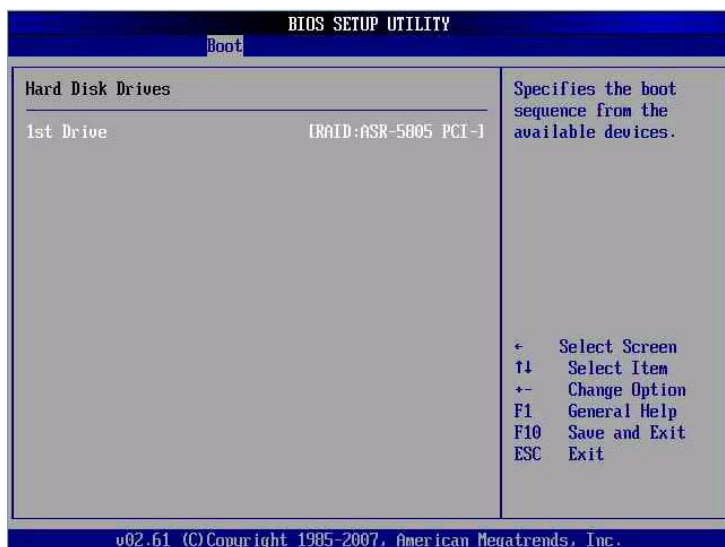 BIOS SETUP UTILITY
Boot
Hard Disk Drives
1st Drive [RAID:ASR-5805 PCI-]
Specifies the boot
sequence from the
available devices.
← Select Screen
↑↓ Select Item
+- Change Option
F1 General Help
F10 Save and Exit
ESC Exit
v02.61 (C)Copyright 1985-2007, American Megatrends, Inc.